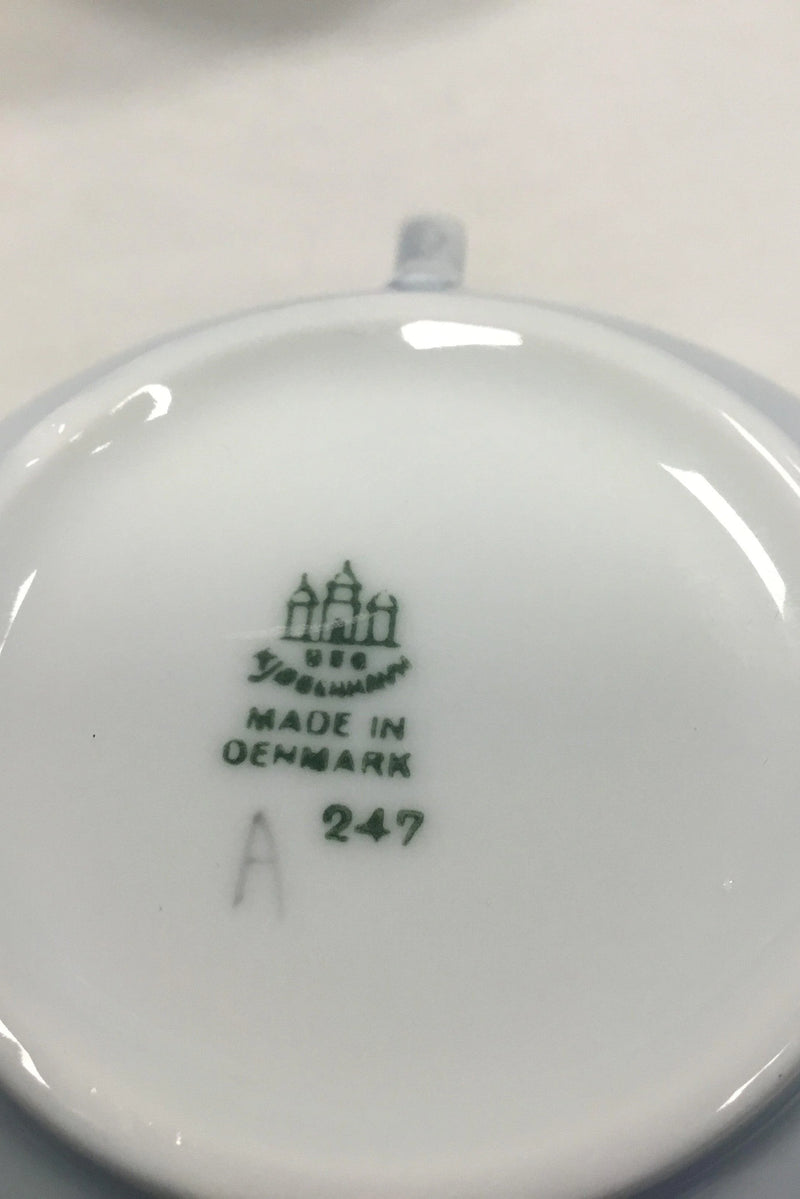 B&G
KJØBENHAVN
MADE IN
DENMARK
A 247